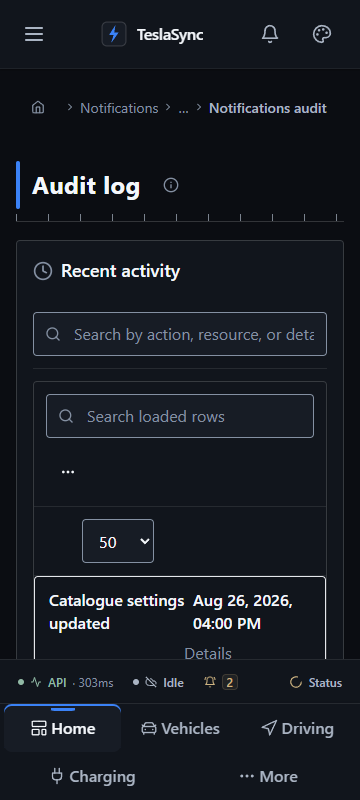 TeslaSync
Notifications ... Notifications audit
Audit log
Recent activity
Search by action, resource, or deta
Search loaded rows
...
50
Catalogue settings updated
Aug 26, 2026, 04:00 PM
Details
API · 303ms Idle 2 Status
Home Vehicles Driving
Charging ... More